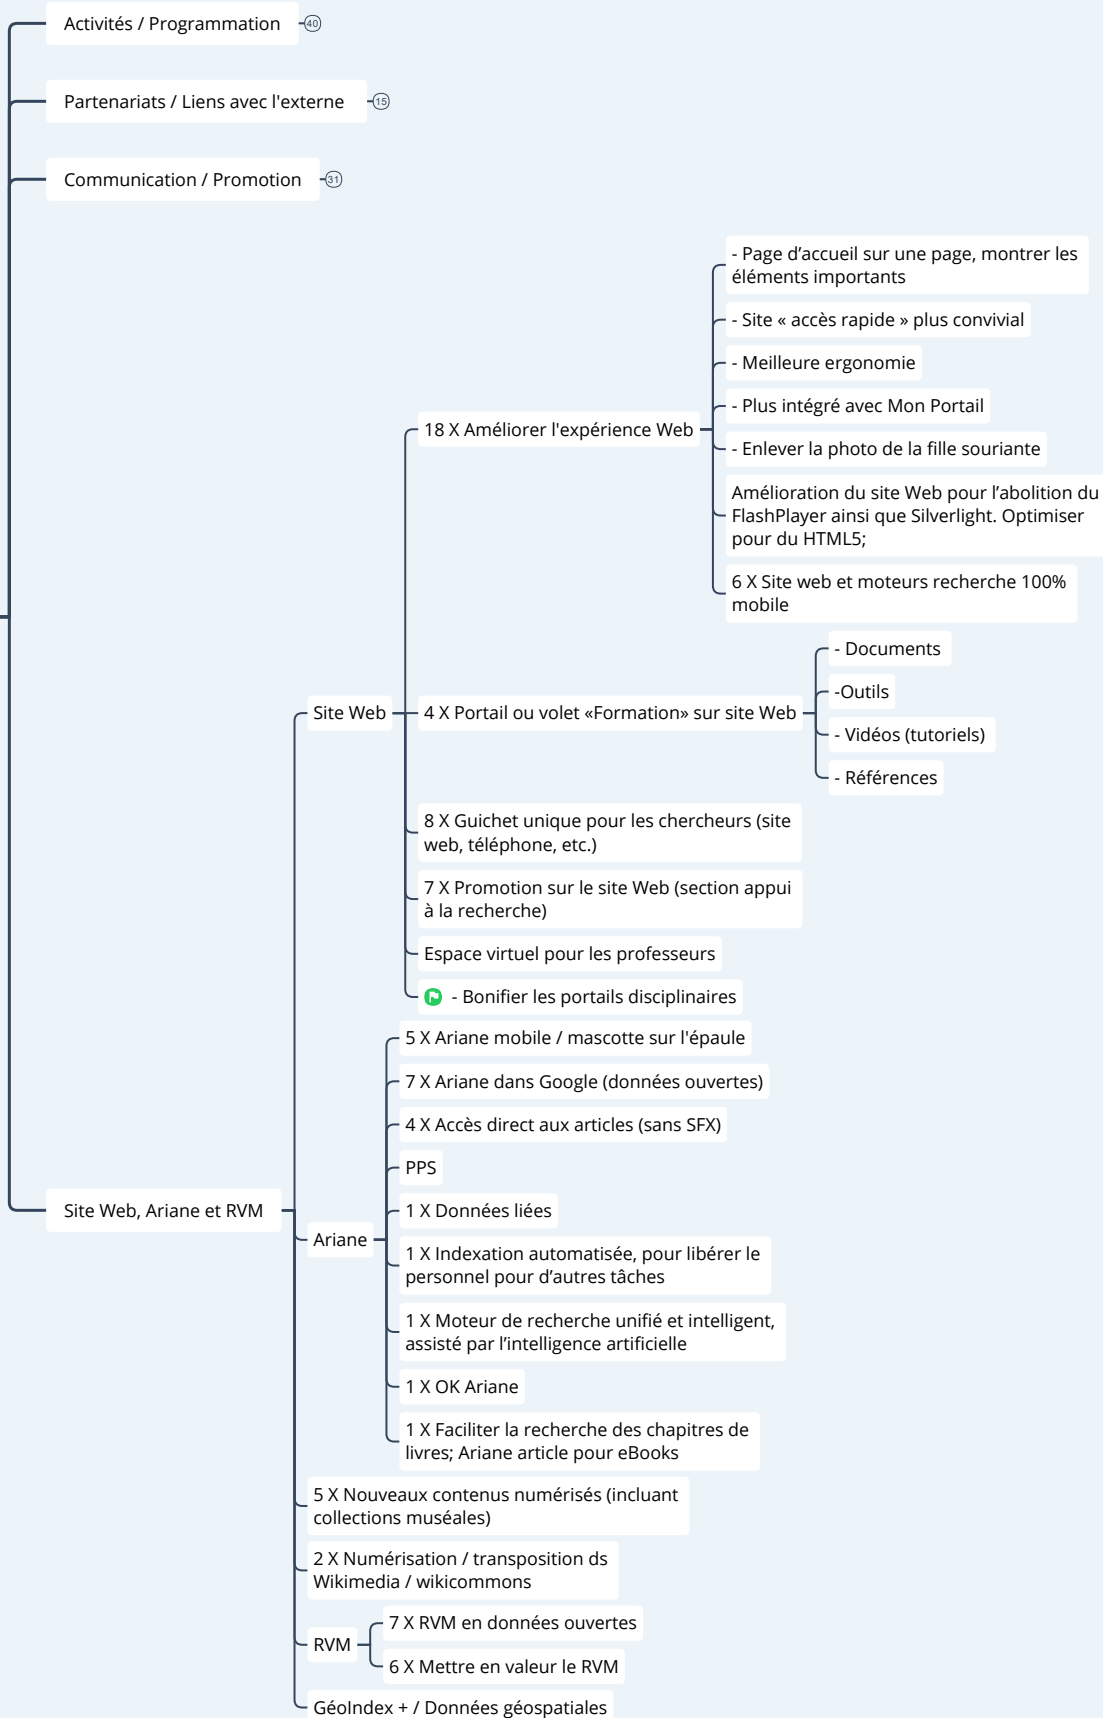 Activités / Programmation
40
Partenariats / Liens avec l'externe
15
Communication / Promotion
31
- Page d’accueil sur une page, montrer les
éléments importants
- Site « accès rapide » plus convivial
- Meilleure ergonomie
- Plus intégré avec Mon Portail
- Enlever la photo de la fille souriante
Amélioration du site Web pour l’abolition du
FlashPlayer ainsi que Silverlight. Optimiser
pour du HTML5;
6 X Site web et moteurs recherche 100%
mobile
18 X Améliorer l'expérience Web
- Documents
-Outils
- Vidéos (tutoriels)
- Références
4 X Portail ou volet «Formation» sur site Web
Site Web
8 X Guichet unique pour les chercheurs (site
web, téléphone, etc.)
7 X Promotion sur le site Web (section appui
à la recherche)
Espace virtuel pour les professeurs
- Bonifier les portails disciplinaires
5 X Ariane mobile / mascotte sur l'épaule
7 X Ariane dans Google (données ouvertes)
4 X Accès direct aux articles (sans SFX)
PPS
1 X Données liées
Site Web, Ariane et RVM
Ariane
1 X Indexation automatisée, pour libérer le
personnel pour d’autres tâches
1 X Moteur de recherche unifié et intelligent,
assisté par l’intelligence artificielle
1 X OK Ariane
1 X Faciliter la recherche des chapitres de
livres; Ariane article pour eBooks
5 X Nouveaux contenus numérisés (incluant
collections muséales)
2 X Numérisation / transposition ds
Wikimedia / wikicommons
7 X RVM en données ouvertes
RVM
6 X Mettre en valeur le RVM
GéoIndex + / Données géospatiales